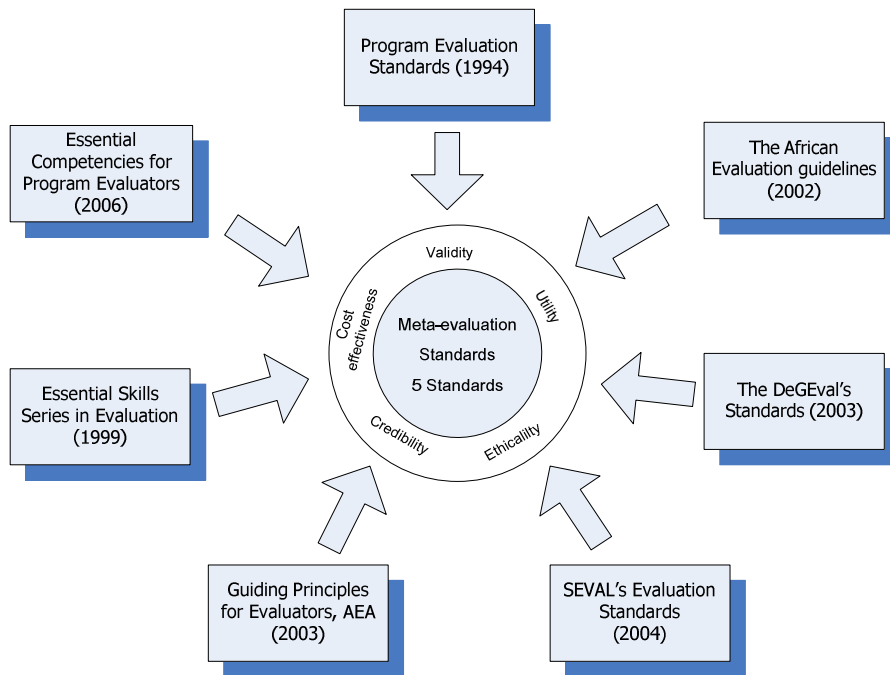 Program Evaluation
Standards (1994)
Essential
Competencies for
Program Evaluators
(2006)
The African
Evaluation guidelines
(2002)
Validity
Utility
Cost
effectiveness
Meta-evaluation
Standards
5 Standards
Credibility
Ethicalilty
Essential Skills
Series in Evaluation
(1999)
The DeGEval's
Standards (2003)
Guiding Principles
for Evaluators, AEA
(2003)
SEVAL's Evaluation
Standards
(2004)